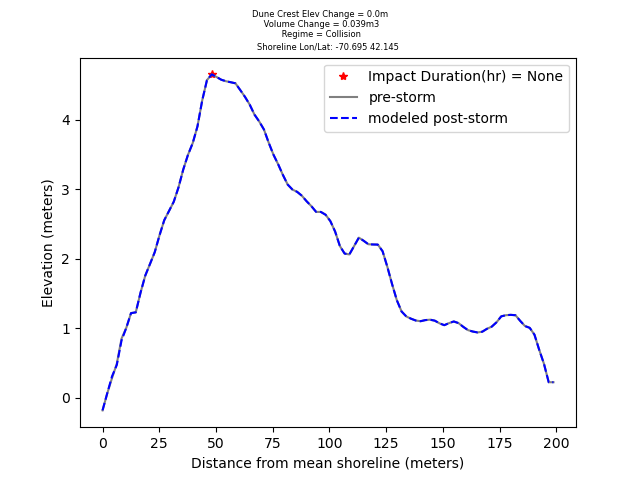 Dune Crest Elev Change = 0.0m
Volume Change = 0.039m3
Regime = Collision
Shoreline Lon/Lat: -70.695 42.145
Impact Duration(hr) = None
pre-storm
modeled post-storm
Elevation (meters)
4
3
2
1
0
0 25 50 75 100 125 150 175 200
Distance from mean shoreline (meters)